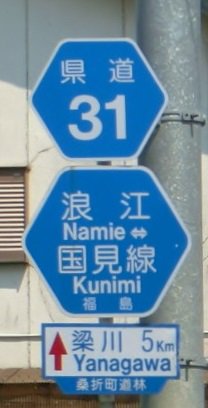 県道
31
浪江
Namie ⇔
国見線
Kunimi
福島
梁川 5Km
Yanagawa
桑折町道林